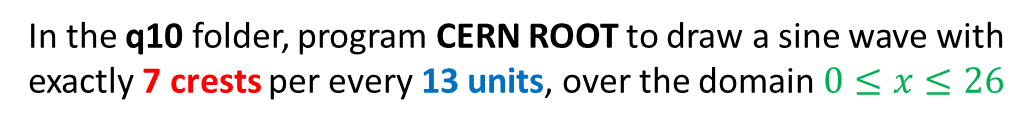 In the q10 folder, program CERN ROOT to draw a sine wave with
exactly 7 crests per every 13 units, over the domain 0 ≤ x ≤ 26